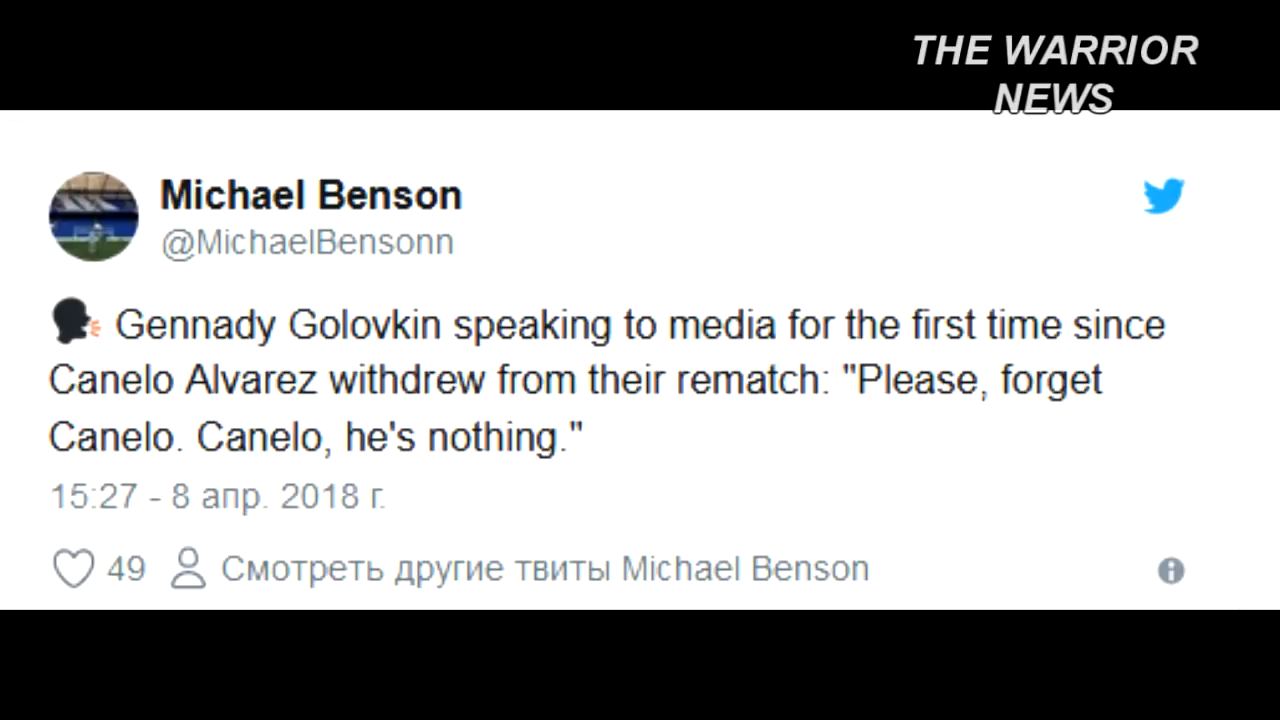 THE WARRIOR
NEWS
Michael Benson
@MichaelBensonn
🗣 Gennady Golovkin speaking to media for the first time since
Canelo Alvarez withdrew from their rematch: "Please, forget
Canelo. Canelo, he's nothing."
15:27 - 8 апр. 2018 г.
49 Смотреть другие твиты Michael Benson